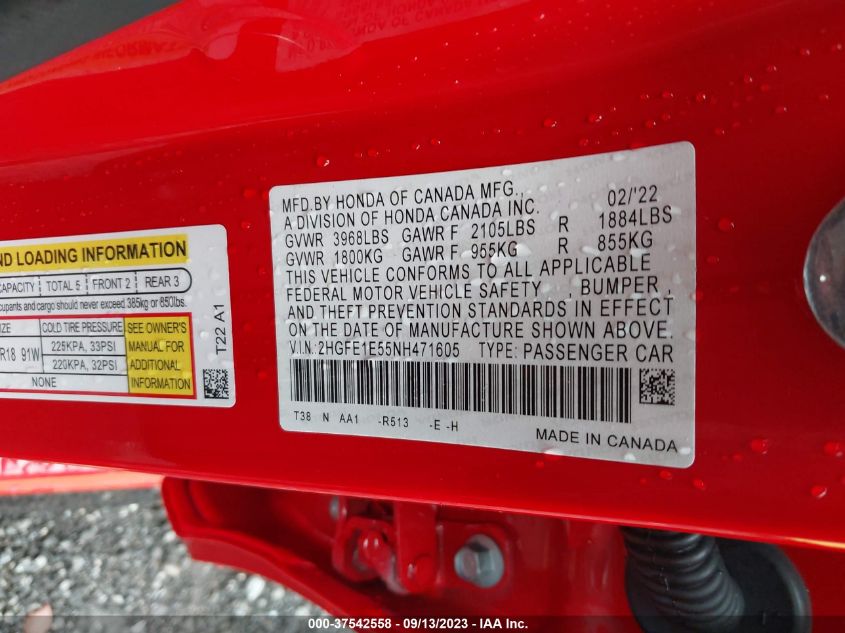 MFD.BY HONDA OF CANADA MFG., 02/'22
A DIVISION OF HONDA CANADA INC.
GVWR 3968LBS GAWR F 2105LBS R 1884LBS
GVWR 1800KG GAWR F 955KG R 855KG
THIS VEHICLE CONFORMS TO ALL APPLICABLE
FEDERAL MOTOR VEHICLE SAFETY , BUMPER ,
AND THEFT PREVENTION STANDARDS IN EFFECT
ON THE DATE OF MANUFACTURE SHOWN ABOVE.
V.I.N.:2HGFE1E55NH471605 TYPE: PASSENGER CAR
T38 N AA1 -R513 -E -H
MADE IN CANADA
ND LOADING INFORMATION
CAPACITY TOTAL 5 FRONT 2 REAR 3
cupants and cargo should never exceed 385kg or 850lbs.
ZE COLD TIRE PRESSURE SEE OWNER'S
MANUAL FOR
ADDITIONAL
INFORMATION
R18 91W 225KPA, 33PSI
220KPA, 32PSI
NONE
T22 A1
000-37542558 - 09/13/2023 - IAA Inc.